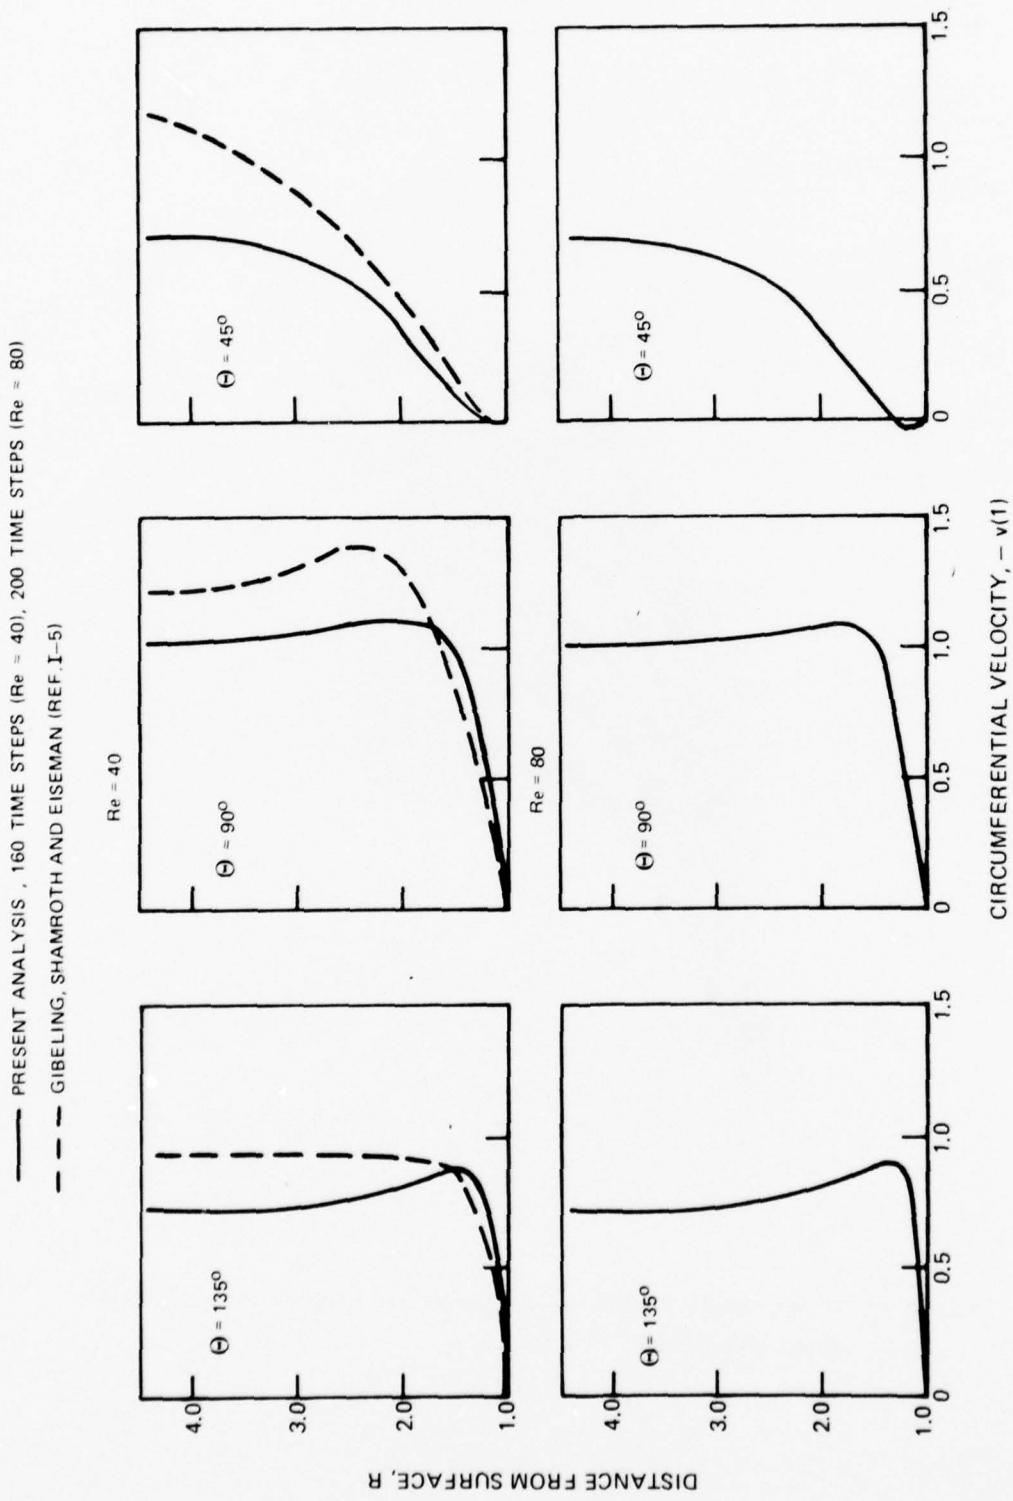 PRESENT ANALYSIS , 160 TIME STEPS (Re = 40), 200 TIME STEPS (Re = 80)
GIBELING, SHAMROTH AND EISEMAN (REF. I–5)
Re = 40
Θ = 135°
Θ = 90°
Θ = 45°
4.0
3.0
2.0
1.0
Re = 80
Θ = 135°
Θ = 90°
Θ = 45°
4.0
3.0
2.0
1.0
0 0.5 1.0 1.5
0 0.5 1.0 1.5
0 0.5 1.0 1.5
DISTANCE FROM SURFACE, R
CIRCUMFERENTIAL VELOCITY, – v(1)